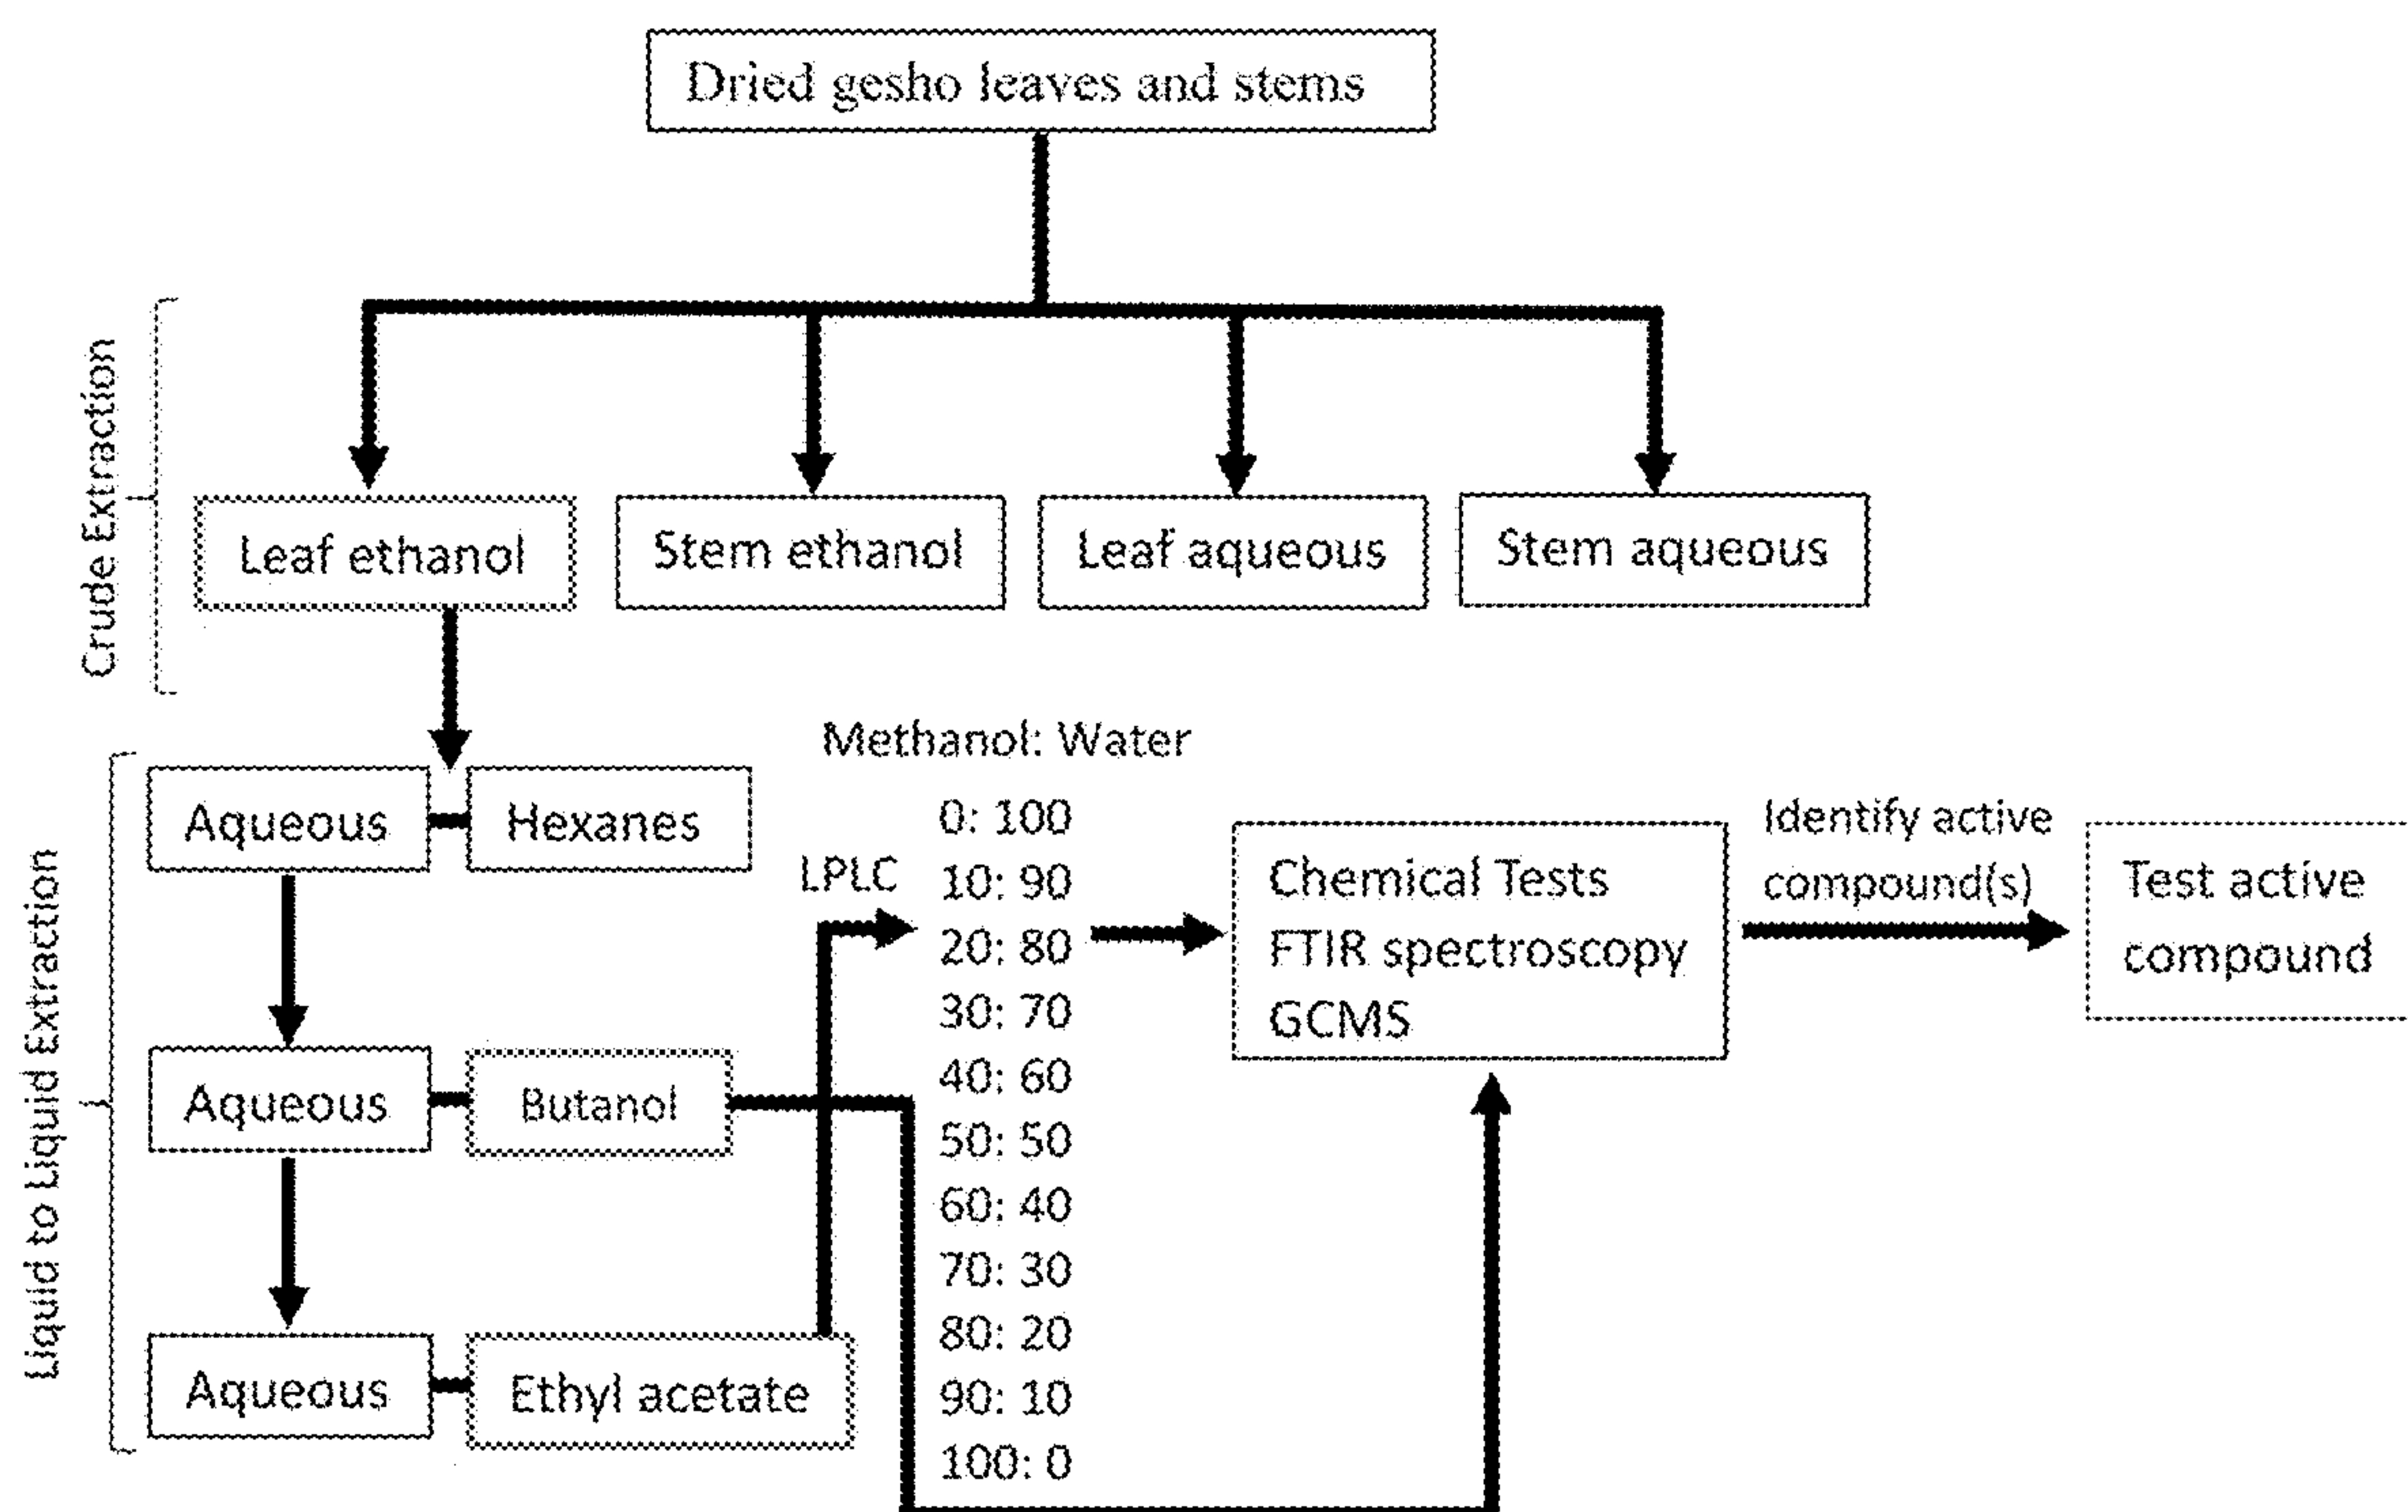 Dried gesho leaves and stems
Crude Extraction
Leaf ethanol
Stem ethanol
Leaf aqueous
Stem aqueous
Liquid to Liquid Extraction
Aqueous
Hexanes
Aqueous
Butanol
Aqueous
Ethyl acetate
LPLC
Methanol: Water
0: 100
10: 90
20: 80
30: 70
40: 60
50: 50
60: 40
70: 30
80: 20
90: 10
100: 0
Chemical Tests
FTIR spectroscopy
GCMS
Identify active
compound(s)
Test active
compound